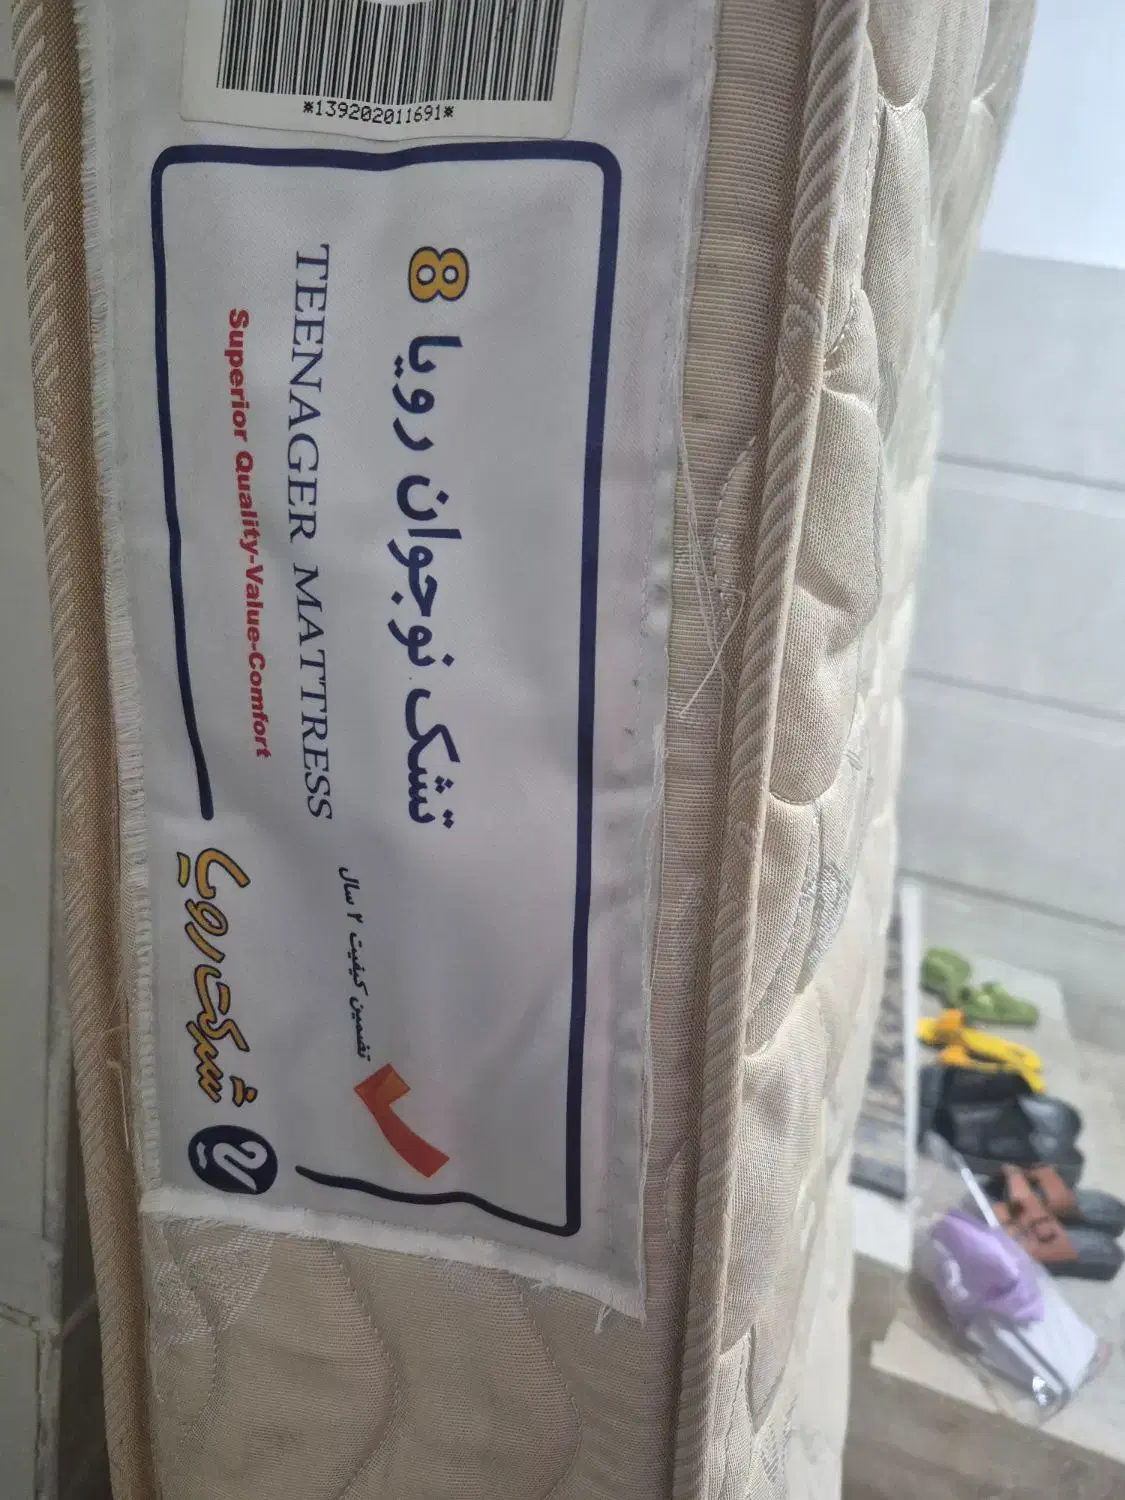 *139202011691*
تشک نوجوان رویا 8
TEENAGER MATTRESS
Superior Quality-Value-Comfort
تضمین کیفیت ۲ سال
تشک رویا